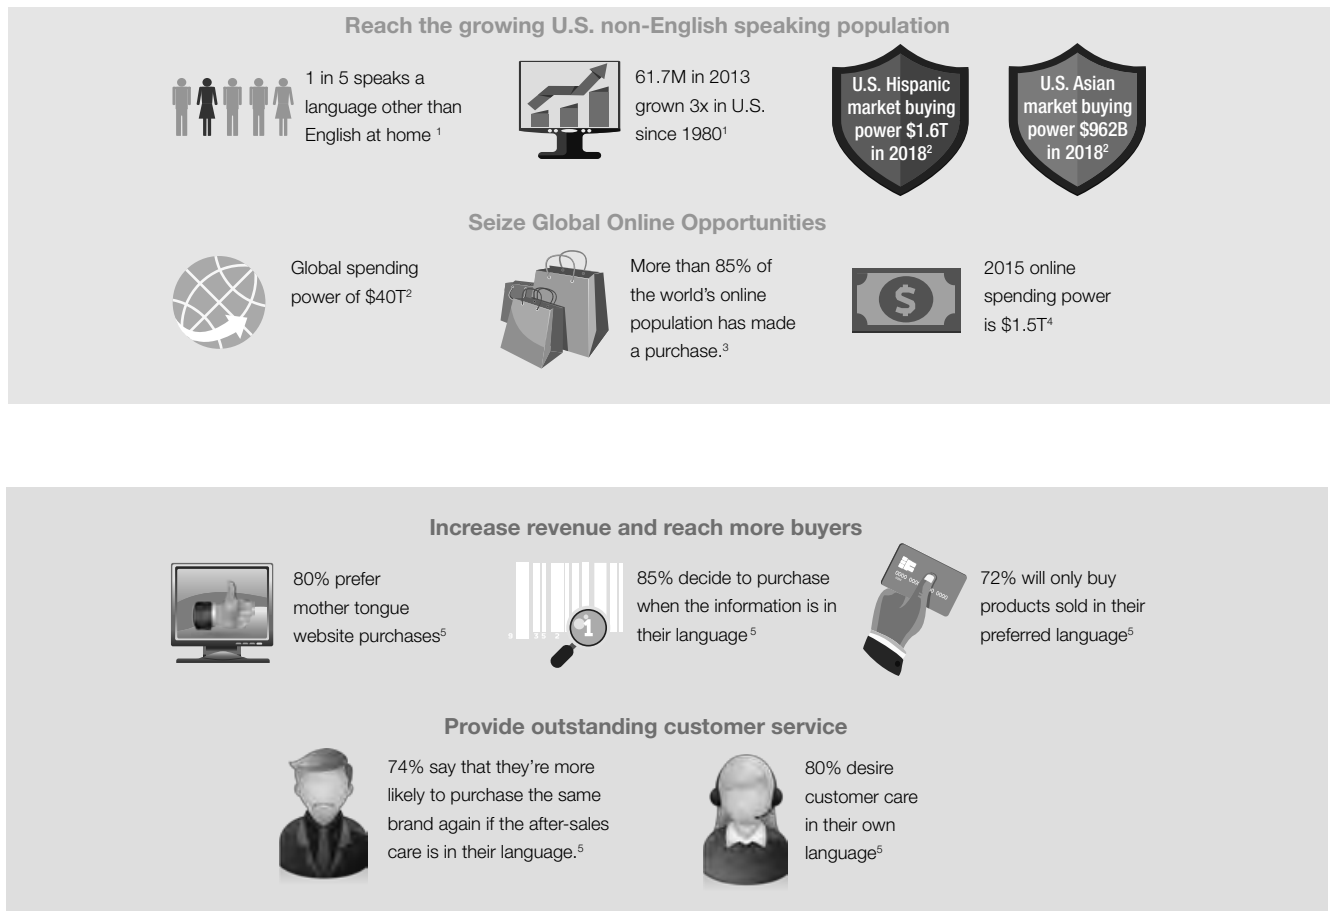 Reach the growing U.S. non-English speaking population
1 in 5 speaks a
language other than
English at home ¹
61.7M in 2013
grown 3x in U.S.
since 1980¹
U.S. Hispanic
market buying
power $1.6T
in 2018²
U.S. Asian
market buying
power $962B
in 2018²
Seize Global Online Opportunities
Global spending
power of $40T²
More than 85% of
the world's online
population has made
a purchase.³
$
2015 online
spending power
is $1.5T⁴
Increase revenue and reach more buyers
80% prefer
mother tongue
website purchases⁵
85% decide to purchase
when the information is in
their language ⁵
72% will only buy
products sold in their
preferred language⁵
Provide outstanding customer service
74% say that they're more
likely to purchase the same
brand again if the after-sales
care is in their language.⁵
80% desire
customer care
in their own
language⁵